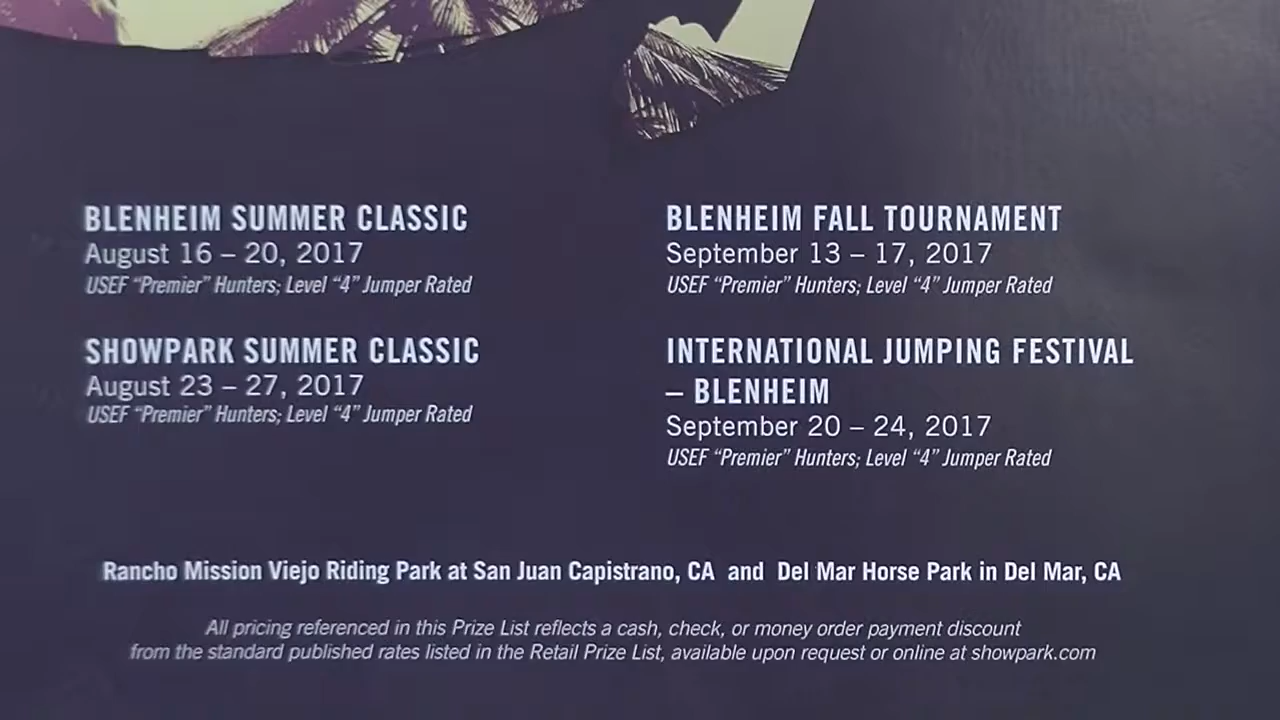 BLENHEIM SUMMER CLASSIC
August 16 – 20, 2017
USEF “Premier” Hunters; Level “4” Jumper Rated
SHOWPARK SUMMER CLASSIC
August 23 – 27, 2017
USEF “Premier” Hunters; Level “4” Jumper Rated
BLENHEIM FALL TOURNAMENT
September 13 – 17, 2017
USEF “Premier” Hunters; Level “4” Jumper Rated
INTERNATIONAL JUMPING FESTIVAL
– BLENHEIM
September 20 – 24, 2017
USEF “Premier” Hunters; Level “4” Jumper Rated
Rancho Mission Viejo Riding Park at San Juan Capistrano, CA and Del Mar Horse Park in Del Mar, CA
All pricing referenced in this Prize List reflects a cash, check, or money order payment discount
from the standard published rates listed in the Retail Prize List, available upon request or online at showpark.com